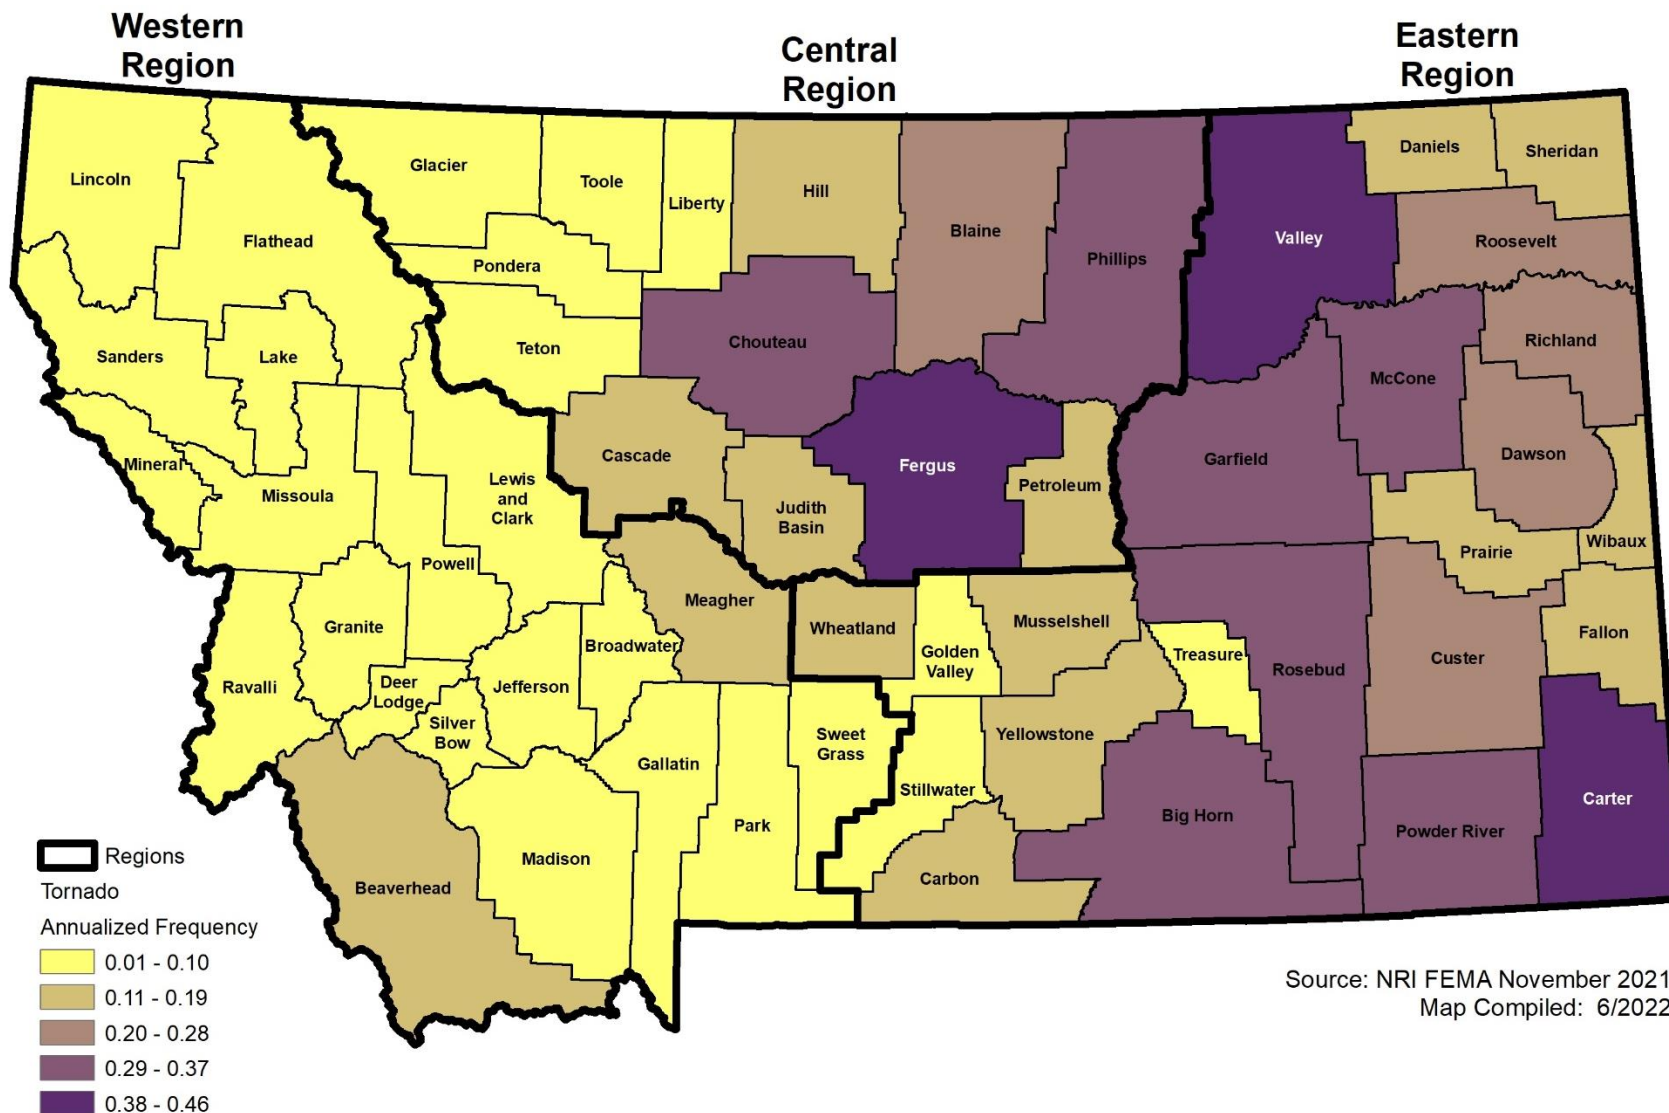 Western
Region
Central
Region
Eastern
Region
Lincoln
Flathead
Glacier
Toole
Liberty
Hill
Blaine
Phillips
Valley
Daniels
Sheridan
Roosevelt
Pondera
Teton
Chouteau
Sanders
Lake
Richland
McCone
Dawson
Mineral
Missoula
Lewis
and
Clark
Cascade
Judith
Basin
Fergus
Petroleum
Garfield
Prairie
Wibaux
Powell
Granite
Ravalli
Deer
Lodge
Silver
Bow
Jefferson
Broadwater
Meagher
Wheatland
Golden
Valley
Musselshell
Treasure
Rosebud
Custer
Fallon
Gallatin
Park
Sweet
Grass
Stillwater
Yellowstone
Big Horn
Powder River
Carter
Beaverhead
Madison
Carbon
Regions
Tornado
Annualized Frequency
0.01 - 0.10
0.11 - 0.19
0.20 - 0.28
0.29 - 0.37
0.38 - 0.46
Source: NRI FEMA November 2021
Map Compiled: 6/2022